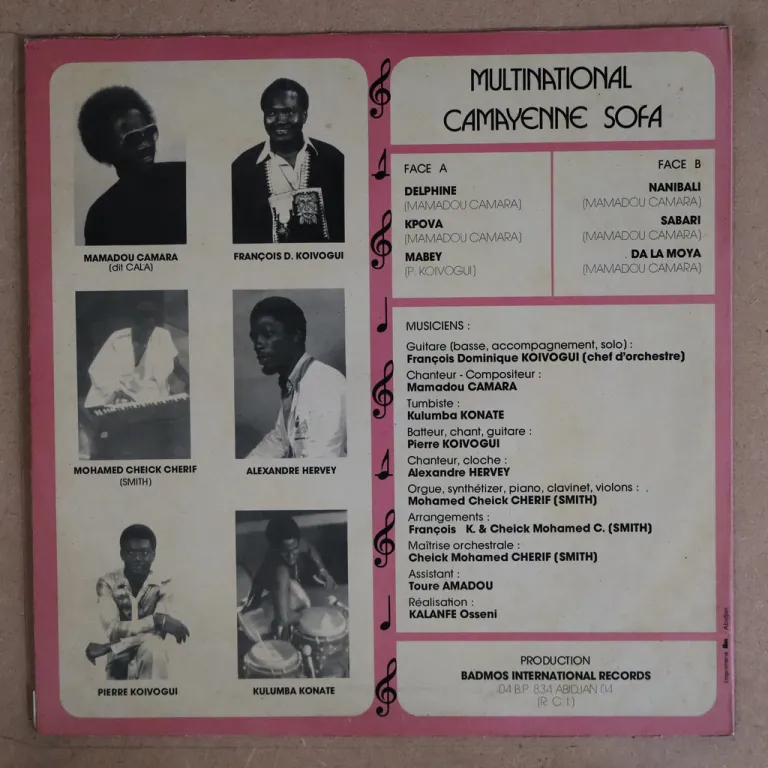 MAMADOU CAMARA
(dit CALA)
FRANÇOIS D. KOIVOGUI
MOHAMED CHEICK CHERIF
(SMITH)
ALEXANDRE HERVEY
PIERRE KOIVOGUI
KULUMBA KONATE
MULTINATIONAL
CAMAYENNE SOFA
FACE A
DELPHINE
(MAMADOU CAMARA)
KPOVA
(MAMADOU CAMARA)
MABEY
(P. KOIVOGUI)
FACE B
NANIBALI
(MAMADOU CAMARA)
SABARI
(MAMADOU CAMARA)
DA LA MOYA
(MAMADOU CAMARA)
MUSICIENS :
Guitare (basse, accompagnement, solo) :
François Dominique KOIVOGUI (chef d'orchestre)
Chanteur - Compositeur :
Mamadou CAMARA
Tumbiste :
Kulumba KONATE
Batteur, chant, guitare :
Pierre KOIVOGUI
Chanteur, cloche :
Alexandre HERVEY
Orgue, synthétizer, piano, clavinet, violons :
Mohamed Cheick CHERIF (SMITH)
Arrangements :
François K. & Cheick Mohamed C. (SMITH)
Maîtrise orchestrale :
Cheick Mohamed CHERIF (SMITH)
Assistant :
Toure AMADOU
Réalisation :
KALANFE Osseni
PRODUCTION
BADMOS INTERNATIONAL RECORDS
04 B.P. 834 ABIDJAN 04
(R. C. I.)
Imprimerie
Abidjan